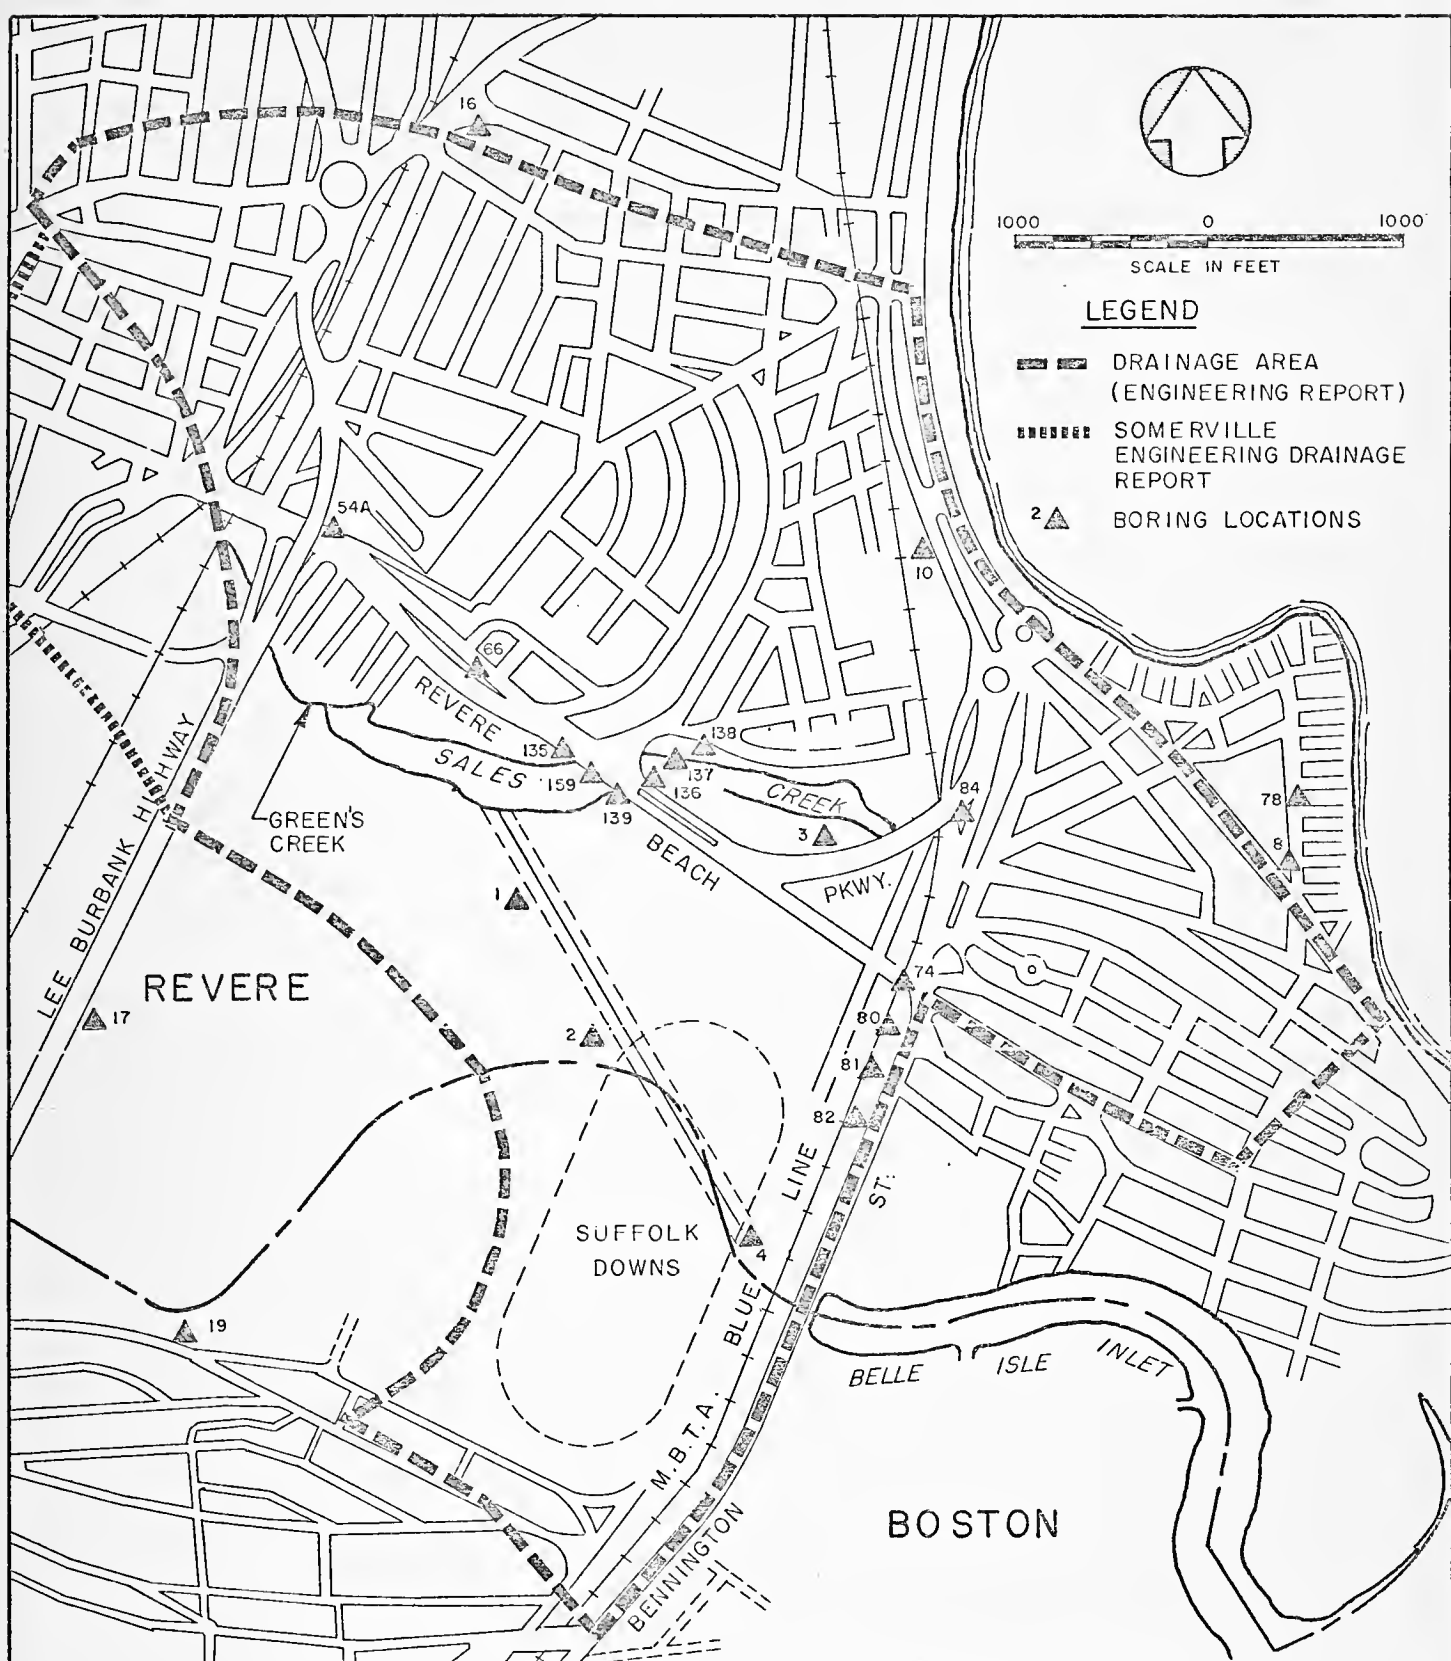 16
1000 0 1000
SCALE IN FEET
LEGEND
DRAINAGE AREA
(ENGINEERING REPORT)
SOMERVILLE
ENGINEERING DRAINAGE
REPORT
2 BORING LOCATIONS
54A
10
66
REVERE
135
138
SALES
159
137
136
CREEK
139
84
78
GREEN'S
CREEK
3
8
BEACH
PKWY.
1
LEE BURBANK HIGHWAY
REVERE
74
17
2
80
81
82
LINE
ST.
SUFFOLK
DOWNS
4
BLUE
19
BELLE ISLE INLET
M.B.T.A.
BENNINGTON
BOSTON